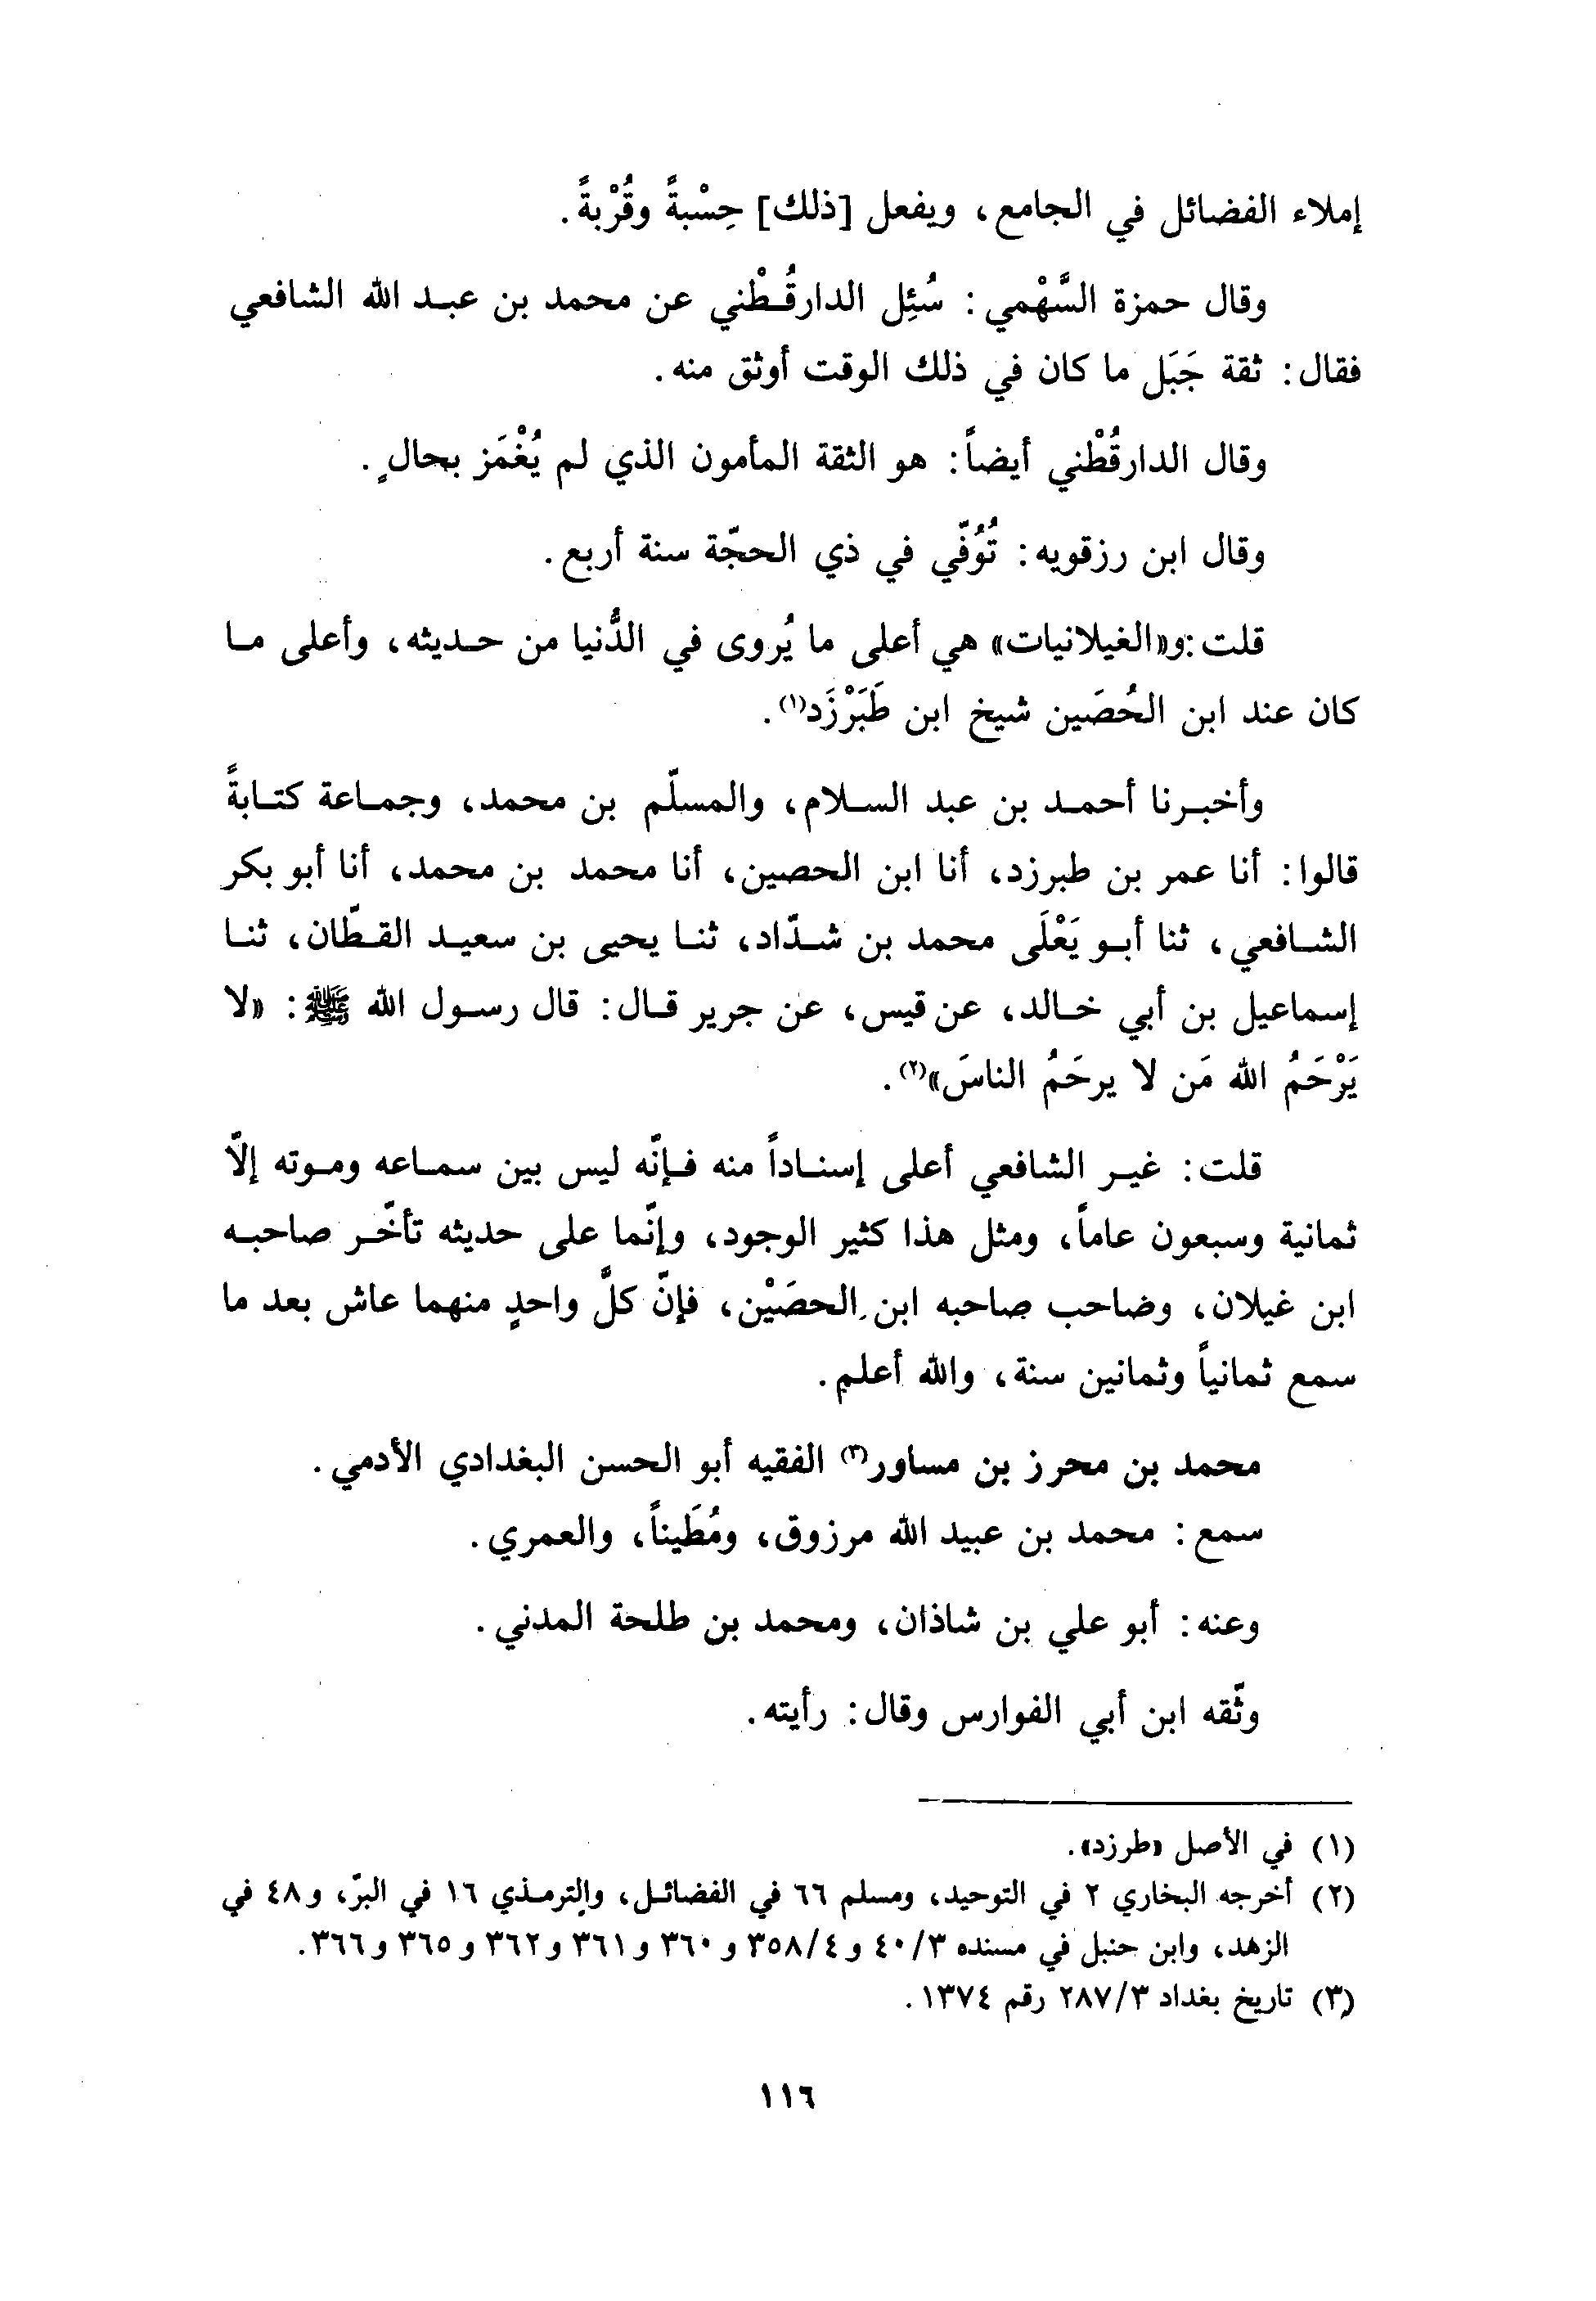 إملاء الفضائل في الجامع، ويفعل [ذلك] حِسْبةً وقُرْبةً.
وقال حمزة السَّهْمي: سُئِل الدارقُطْني عن محمد بن عبد الله الشافعي
فقال: ثقة جَبَل ما كان في ذلك الوقت أوثق منه.
وقال الدارقُطْني أيضاً: هو الثقة المأمون الذي لم يُغْمَز بحالٍ.
وقال ابن رزقويه: تُوُفّي في ذي الحجّة سنة أربع.
قلت: و«الغيلانيات» هي أعلى ما يُروى في الدُّنيا من حديثه، وأعلى ما
كان عند ابن الحُصَين شيخ ابن طَبَرْزَد(١).
وأخبرنا أحمد بن عبد السلام، والمسلّم بن محمد، وجماعة كتابةً
قالوا: أنا عمر بن طبرزد، أنا ابن الحصين، أنا محمد بن محمد، أنا أبو بكر
الشافعي، ثنا أبو يَعْلَى محمد بن شدّاد، ثنا يحيى بن سعيد القطّان، ثنا
إسماعيل بن أبي خالد، عن قيس، عن جرير قال: قال رسول الله ﷺ: «لا
يَرْحَمُ الله مَن لا يرحَمُ الناسَ»(٢).
قلت: غير الشافعي أعلى إسناداً منه فإنّه ليس بين سماعه وموته إلّا
ثمانية وسبعون عاماً، ومثل هذا كثير الوجود، وإنّما على حديثه تأخّر صاحبه
ابن غيلان، وضاحب صاحبه ابن الحصَيْن، فإنّ كلَّ واحدٍ منهما عاش بعد ما
سمع ثمانياً وثمانين سنة، والله أعلم.
محمد بن محرز بن مساور(٣) الفقيه أبو الحسن البغدادي الأدمي.
سمع: محمد بن عبيد الله مرزوق، ومُطَيناً، والعمري.
وعنه: أبو علي بن شاذان، ومحمد بن طلحة المدني.
وثّقه ابن أبي الفوارس وقال: رأيته.
(١) في الأصل «طرزد».
(٢) أخرجه البخاري ٢ في التوحيد، ومسلم ٦٦ في الفضائل، والترمذي ١٦ في البرّ، و٤٨ في
الزهد، وابن حنبل في مسنده ٤٠/٣ و ٣٥٨/٤ و ٣٦٠ و٣٦١ و٣٦٢ و ٣٦٥ و ٣٦٦.
(٣) تاريخ بغداد ٢٨٧/٣ رقم ١٣٧٤.
١١٦